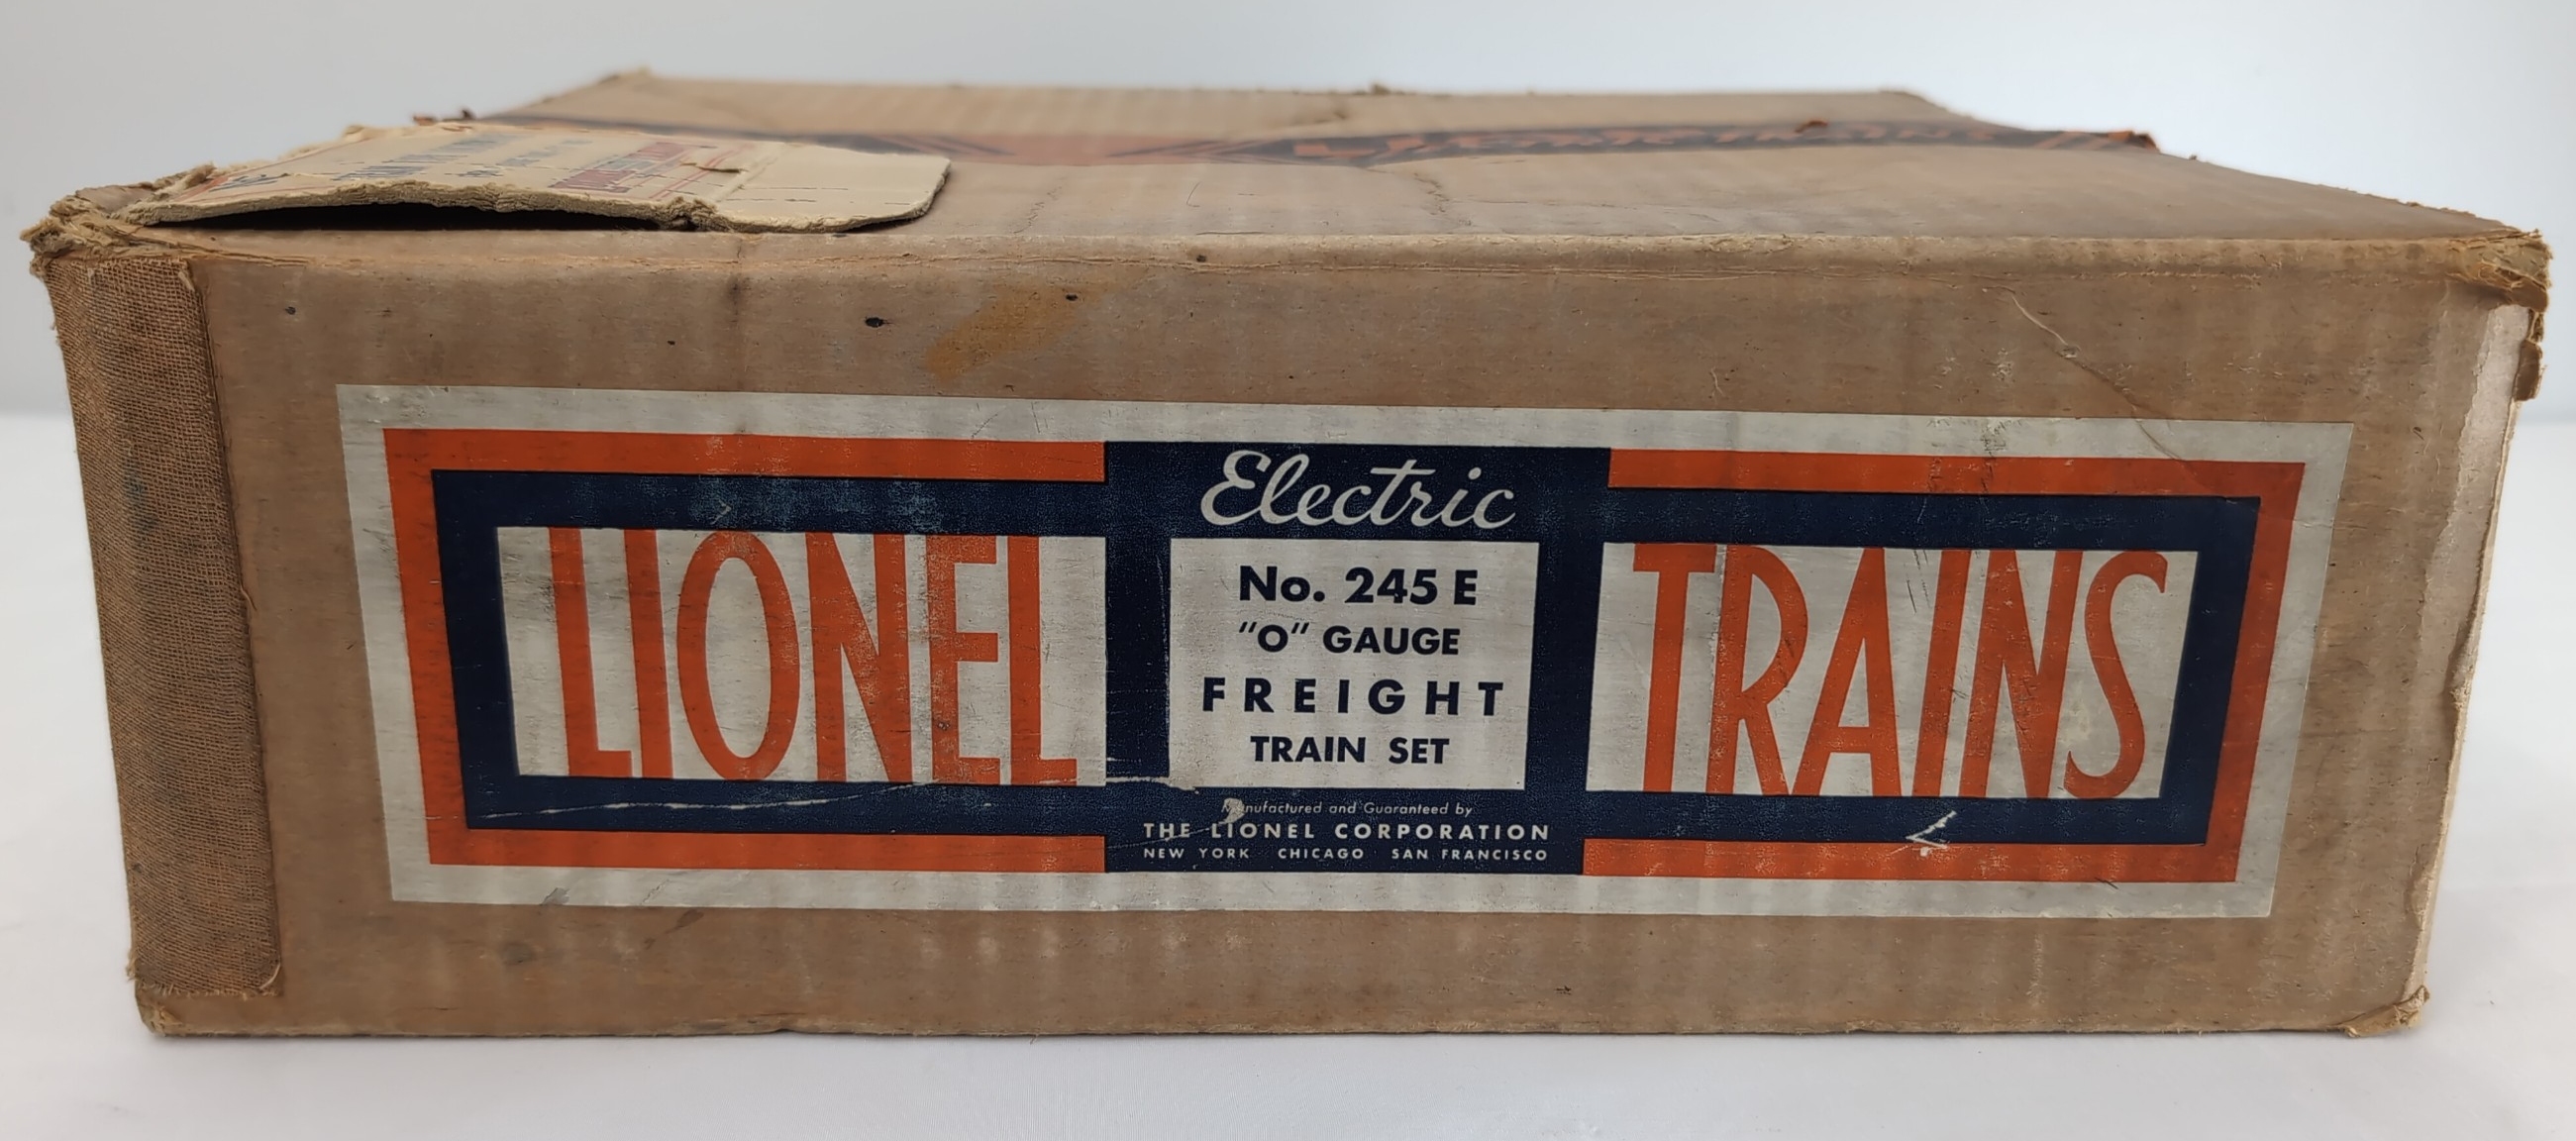 Electric
LIONEL
No. 245 E
"O" GAUGE
FREIGHT
TRAIN SET
TRAINS
Manufactured and Guaranteed by
THE LIONEL CORPORATION
NEW YORK CHICAGO SAN FRANCISCO